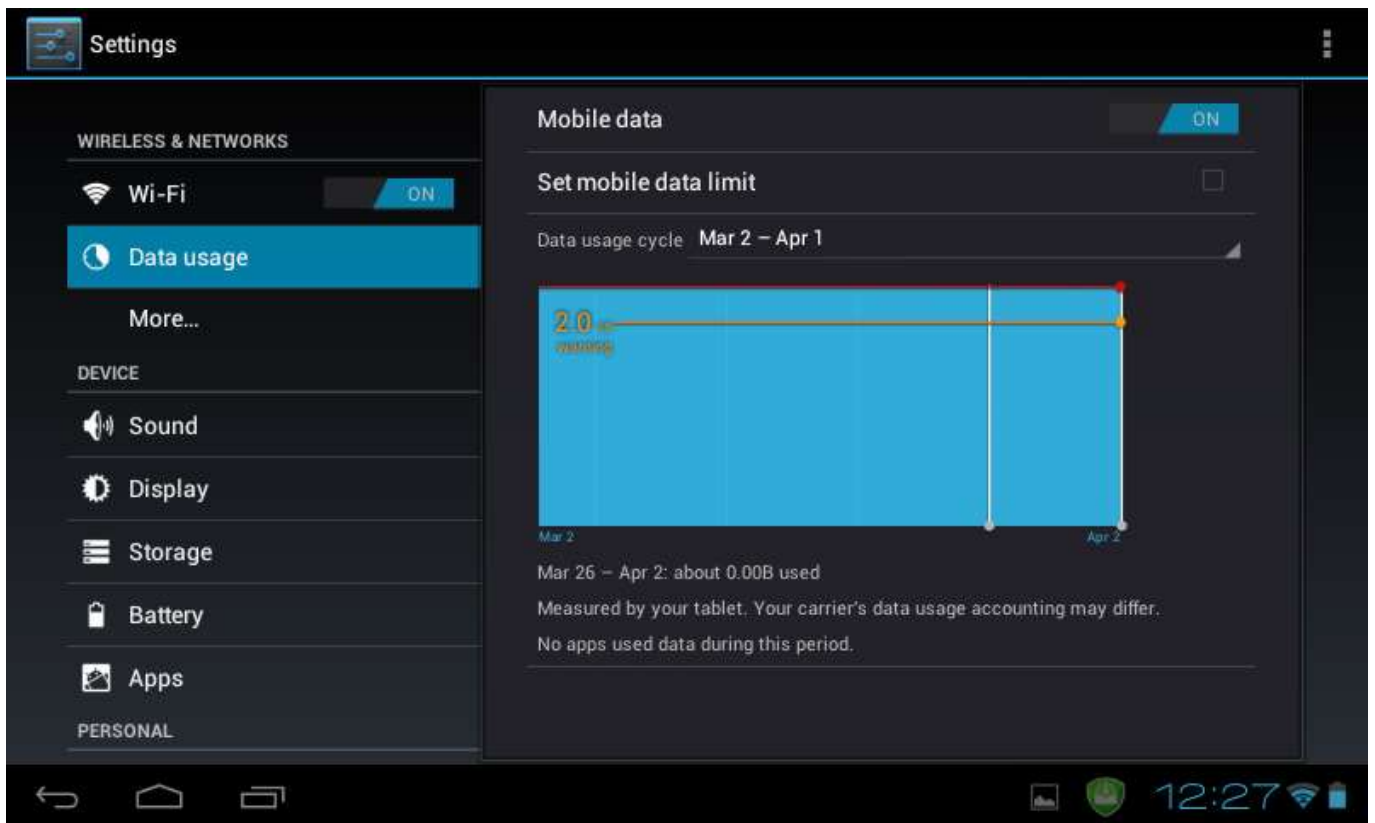 Settings
WIRELESS & NETWORKS
Wi-Fi ON
Data usage
More...
DEVICE
Sound
Display
Storage
Battery
Apps
PERSONAL
Mobile data ON
Set mobile data limit
Data usage cycle Mar 2 – Apr 1
2.0
warning
Mar 2 Apr 2
Mar 26 – Apr 2: about 0.00B used
Measured by your tablet. Your carrier's data usage accounting may differ.
No apps used data during this period.
12:27